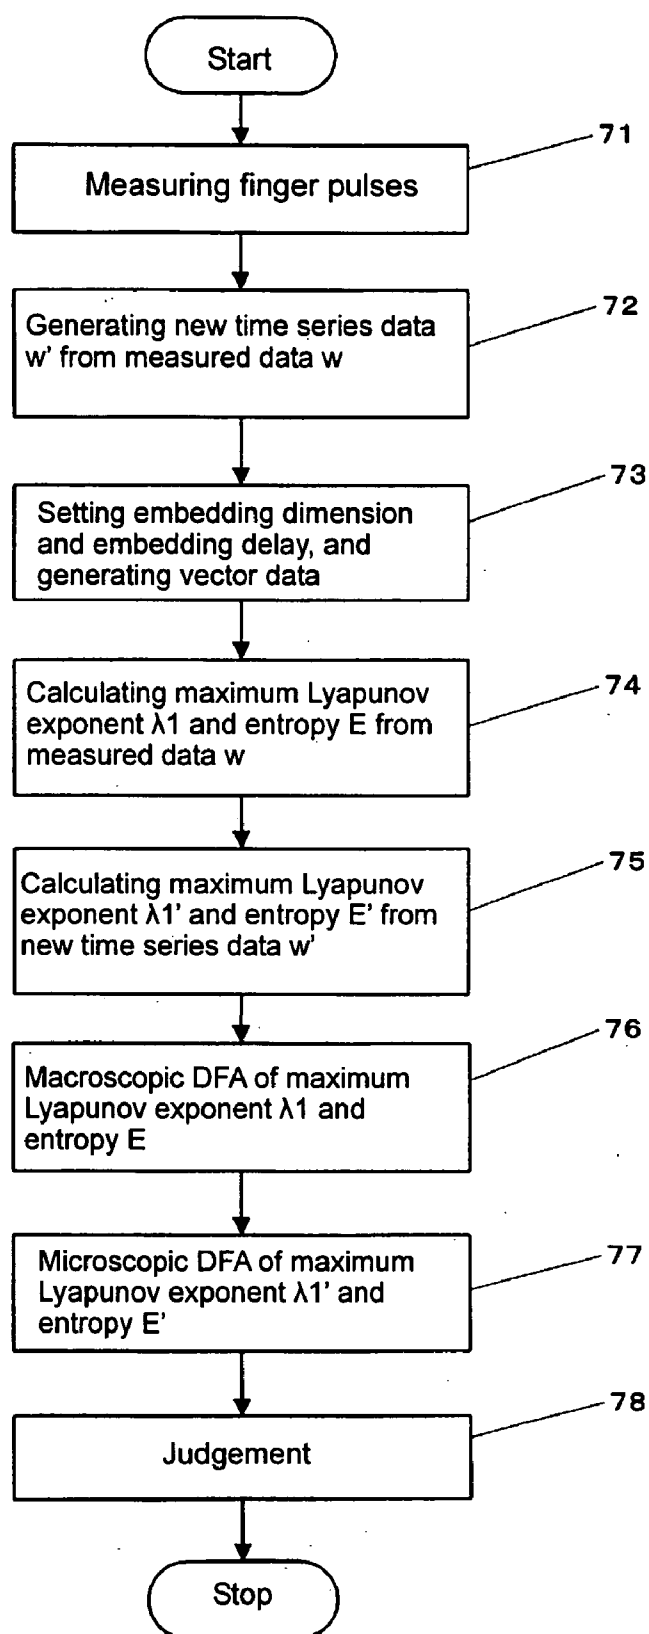 Start
71
Measuring finger pulses
72
Generating new time series data
w' from measured data w
73
Setting embedding dimension
and embedding delay, and
generating vector data
74
Calculating maximum Lyapunov
exponent λ1 and entropy E from
measured data w
75
Calculating maximum Lyapunov
exponent λ1' and entropy E' from
new time series data w'
76
Macroscopic DFA of maximum
Lyapunov exponent λ1 and
entropy E
77
Microscopic DFA of maximum
Lyapunov exponent λ1' and
entropy E'
78
Judgement
Stop